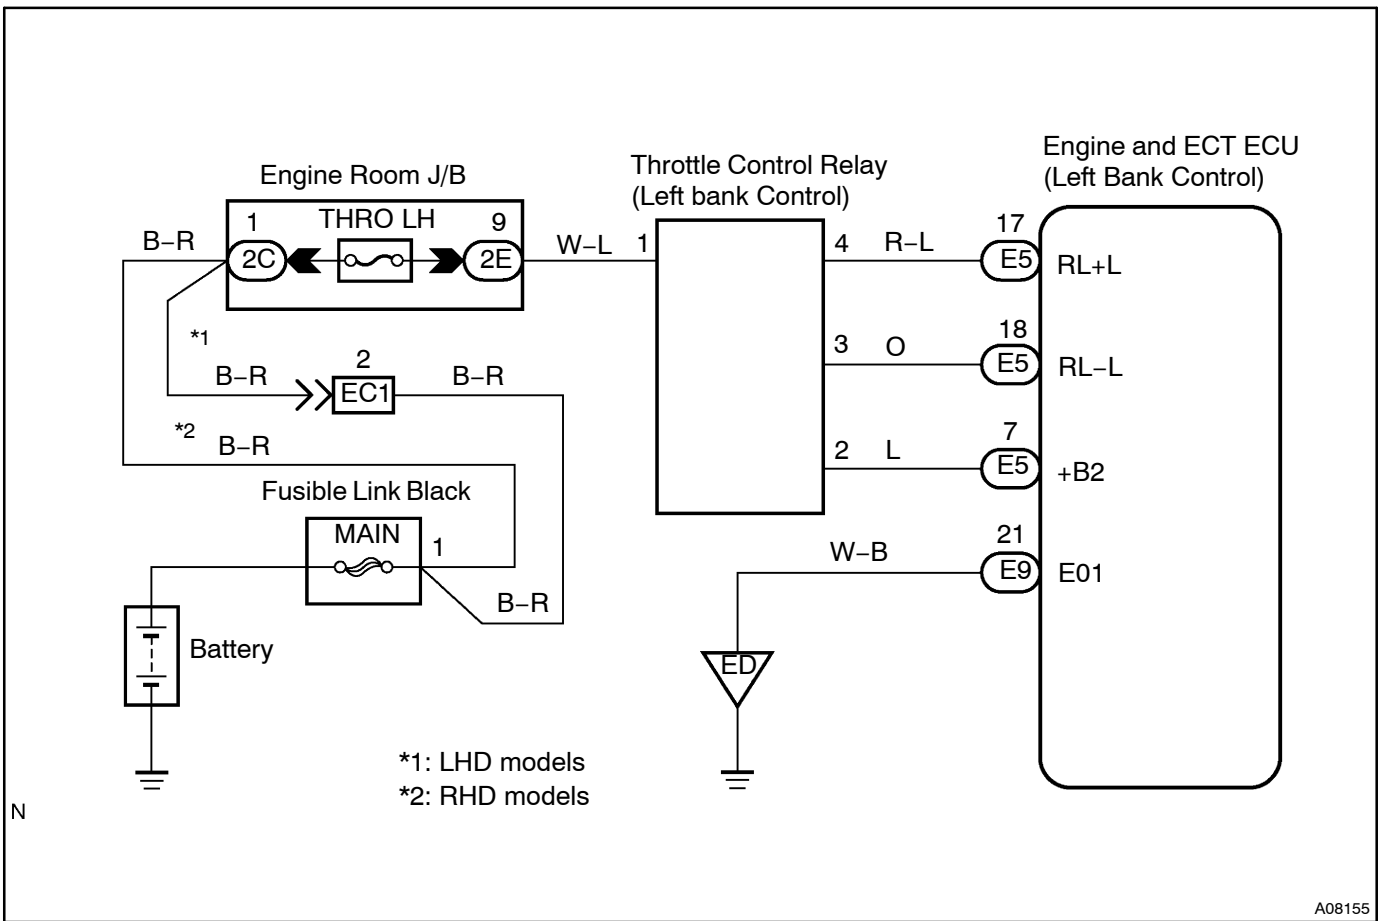 Engine Room J/B
Throttle Control Relay
(Left bank Control)
Engine and ECT ECU
(Left Bank Control)
1
THRO LH
9
B−R
2C
2E
W−L
1
4
R−L
17
E5
RL+L
*1
2
B−R
EC1
B−R
3
O
18
E5
RL−L
*2
B−R
2
L
7
E5
+B2
Fusible Link Black
MAIN
1
B−R
W−B
21
E9
E01
Battery
ED
*1: LHD models
*2: RHD models
N
A08155